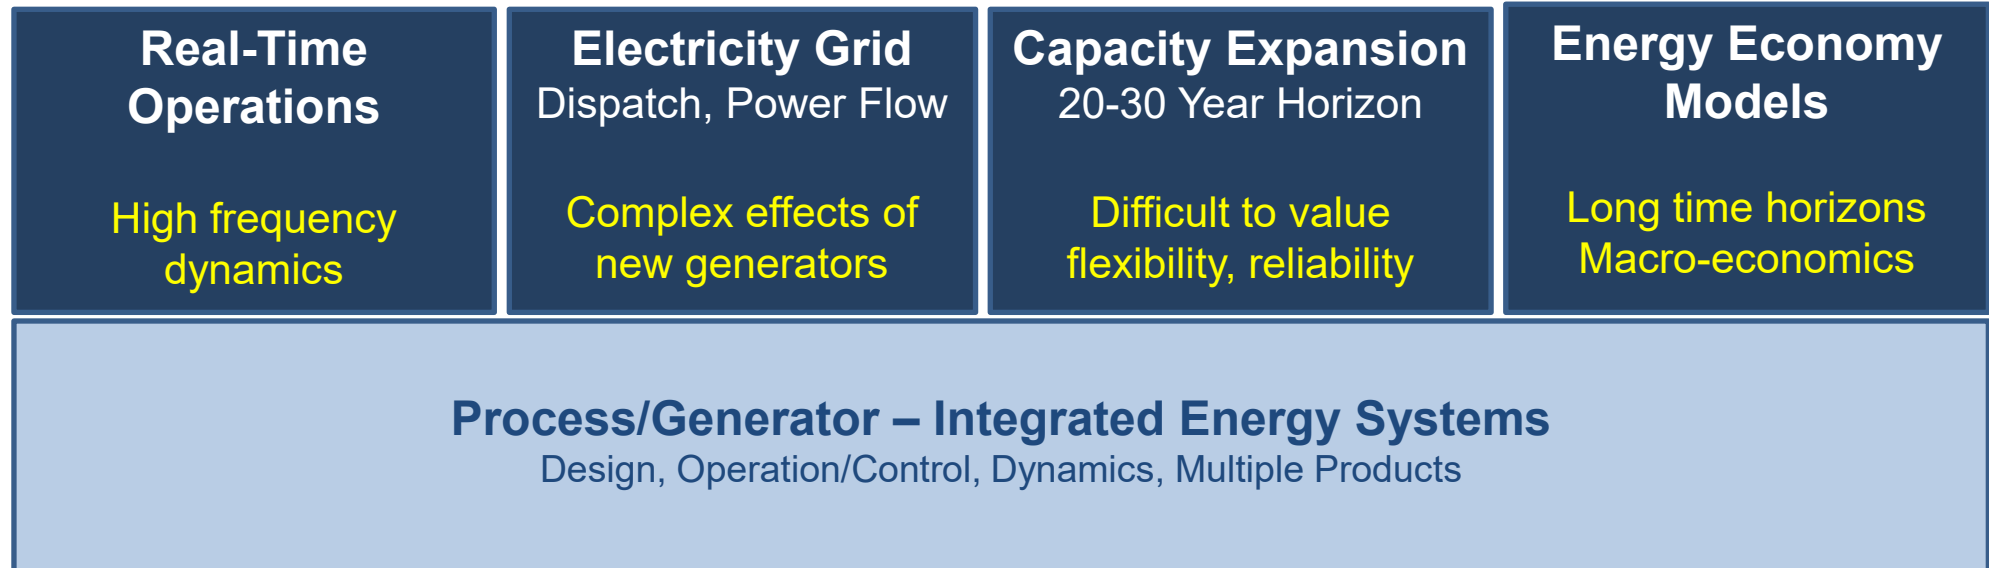 Real-Time
Operations
High frequency
dynamics
Electricity Grid
Dispatch, Power Flow
Complex effects of
new generators
Capacity Expansion
20-30 Year Horizon
Difficult to value
flexibility, reliability
Energy Economy
Models
Long time horizons
Macro-economics
Process/Generator – Integrated Energy Systems
Design, Operation/Control, Dynamics, Multiple Products